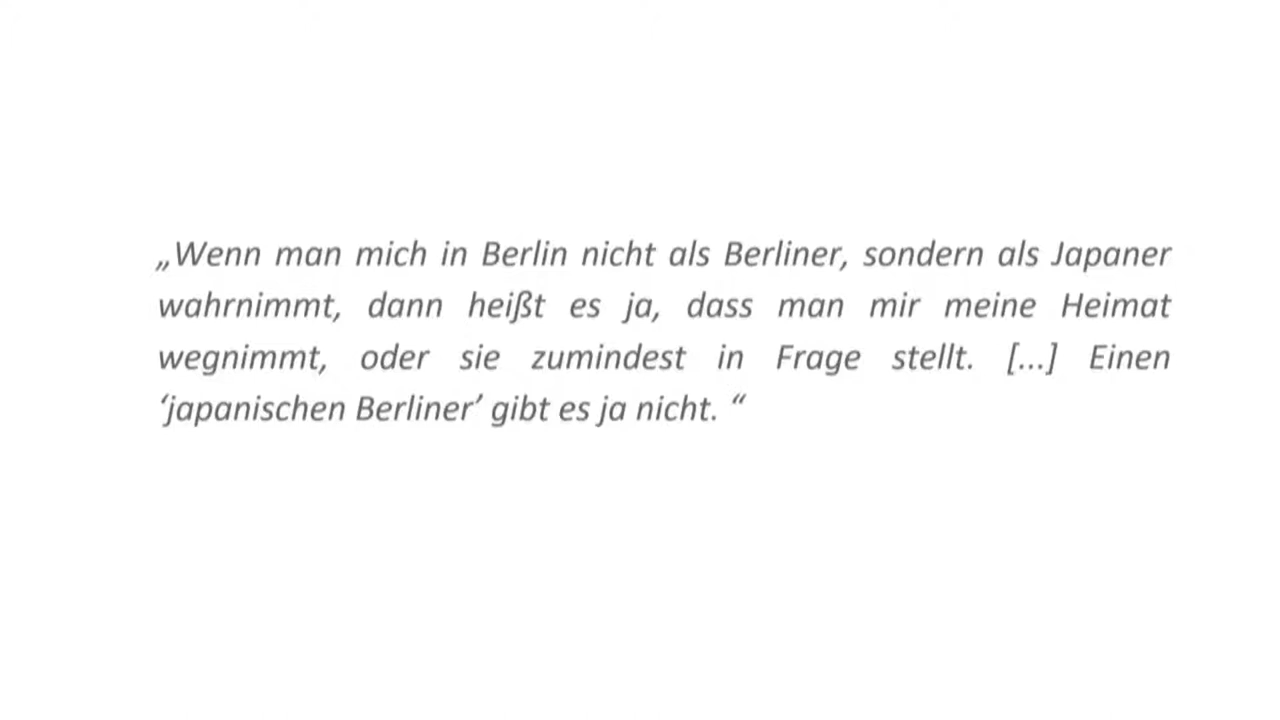 „Wenn man mich in Berlin nicht als Berliner, sondern als Japaner
wahrnimmt, dann heißt es ja, dass man mir meine Heimat
wegnimmt, oder sie zumindest in Frage stellt. [...] Einen
‘japanischen Berliner’ gibt es ja nicht. “